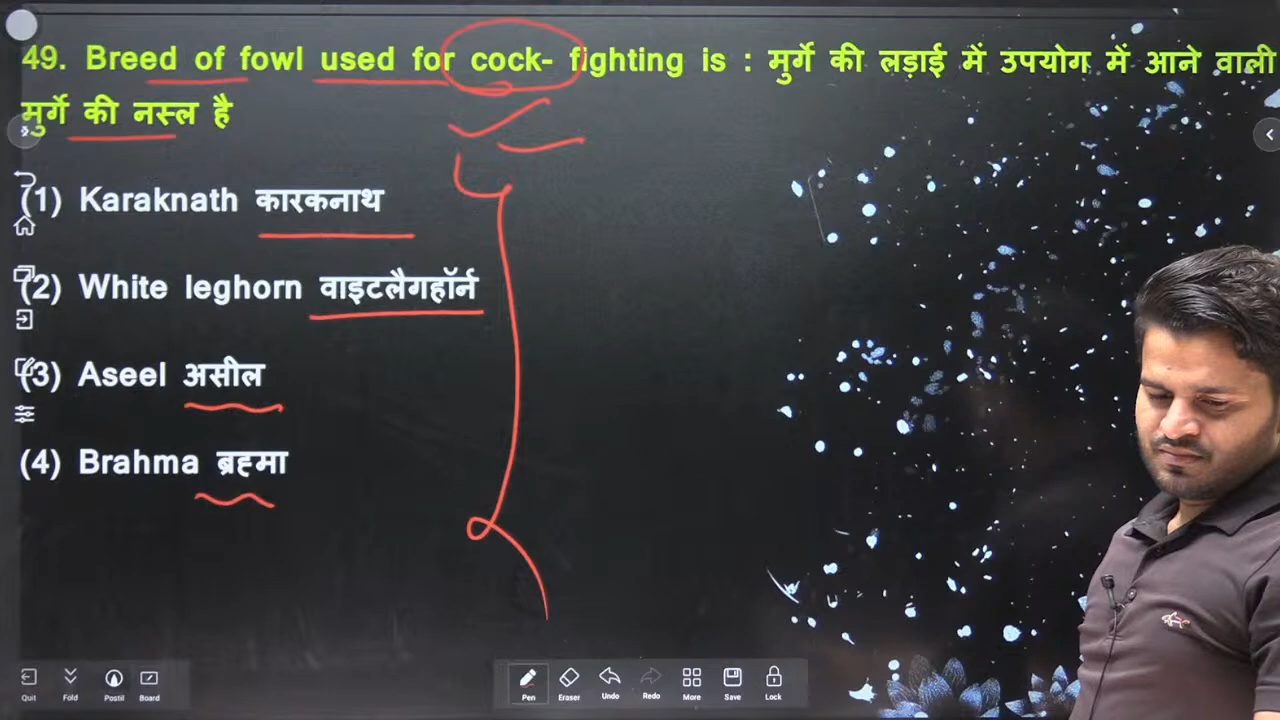 49. Breed of fowl used for cock- fighting is : मुर्गे की लड़ाई में उपयोग में आने वाली
मुर्गे की नस्ल है
(1) Karaknath कारकनाथ
(2) White leghorn वाइटलैगहॉर्न
(3) Aseel असील
(4) Brahma ब्रह्मा
Quit Fold Postil Board Pen Eraser Undo Redo More Save Lock